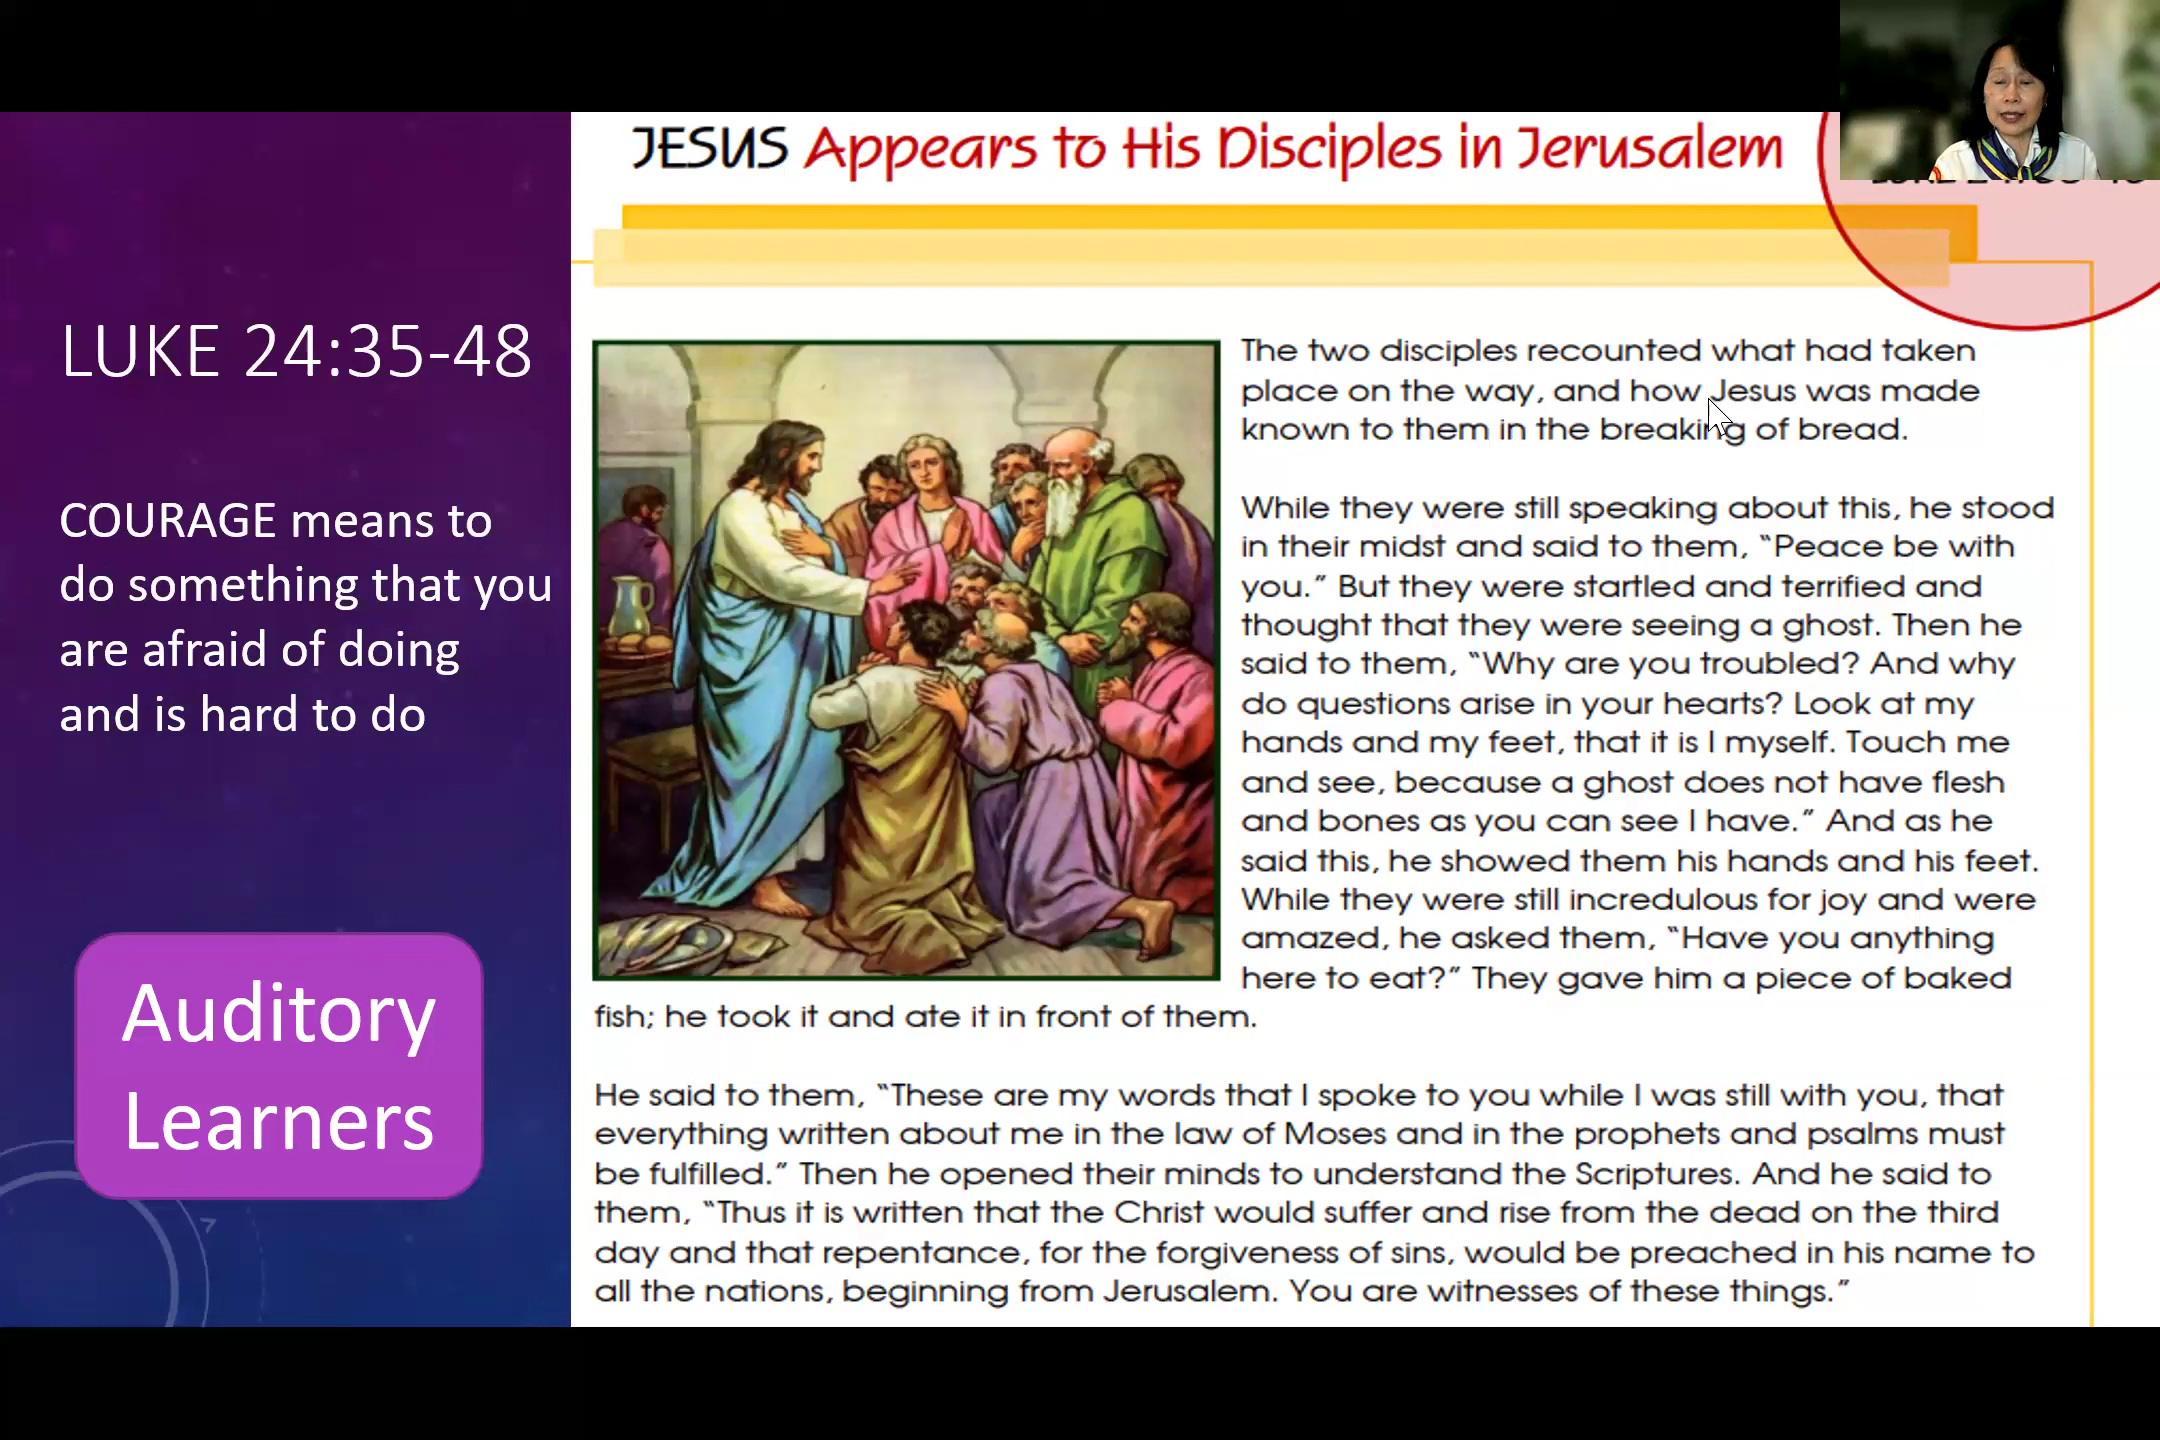 JESUS Appears to His Disciples in Jerusalem
LUKE 24:35-48
COURAGE means to
do something that you
are afraid of doing
and is hard to do
Auditory
Learners
The two disciples recounted what had taken
place on the way, and how Jesus was made
known to them in the breaking of bread.
While they were still speaking about this, he stood
in their midst and said to them, “Peace be with
you.” But they were startled and terrified and
thought that they were seeing a ghost. Then he
said to them, “Why are you troubled? And why
do questions arise in your hearts? Look at my
hands and my feet, that it is I myself. Touch me
and see, because a ghost does not have flesh
and bones as you can see I have.” And as he
said this, he showed them his hands and his feet.
While they were still incredulous for joy and were
amazed, he asked them, “Have you anything
here to eat?” They gave him a piece of baked
fish; he took it and ate it in front of them.
He said to them, “These are my words that I spoke to you while I was still with you, that
everything written about me in the law of Moses and in the prophets and psalms must
be fulfilled.” Then he opened their minds to understand the Scriptures. And he said to
them, “Thus it is written that the Christ would suffer and rise from the dead on the third
day and that repentance, for the forgiveness of sins, would be preached in his name to
all the nations, beginning from Jerusalem. You are witnesses of these things.”